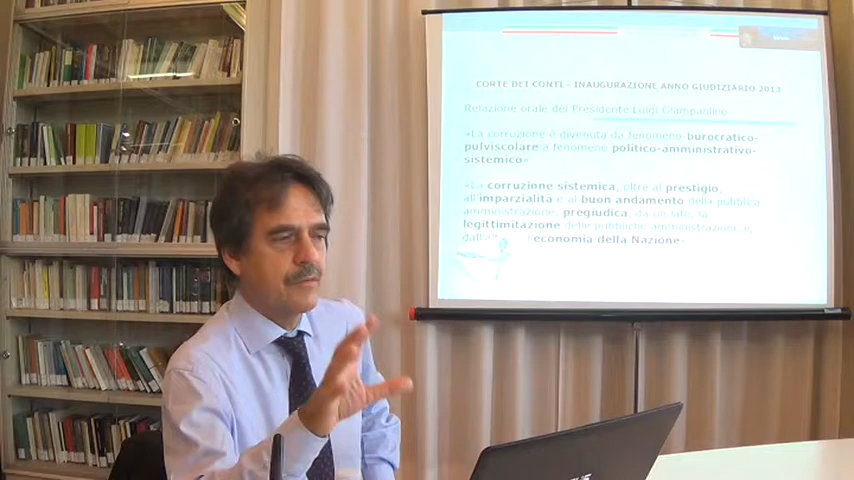 CORTE DEI CONTI - INAUGURAZIONE ANNO GIUDIZIARIO 2013
Relazione orale del Presidente Luigi Giampaolino
«La corruzione è divenuta da fenomeno burocratico-
pulviscolare a fenomeno politico-amministrativo-
sistemico»
«La corruzione sistemica, oltre al prestigio,
all'imparzialità e al buon andamento della pubblica
amministrazione, pregiudica, da un lato, la
legittimitazione delle pubbliche amministrazioni, e,
l'economia della Nazione»